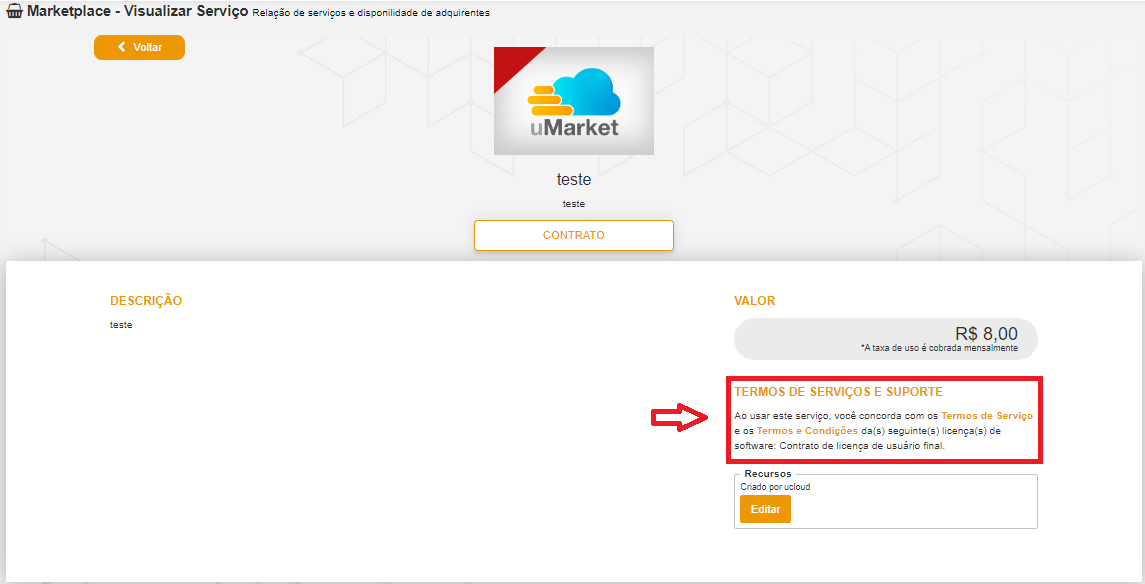 Marketplace - Visualizar Serviço Relação de serviços e disponilidade de adquirentes
Voltar
uMarket
teste
teste
CONTRATO
DESCRIÇÃO
teste
VALOR
R$ 8,00
*A taxa de uso é cobrada mensalmente
TERMOS DE SERVIÇOS E SUPORTE
Ao usar este serviço, você concorda com os Termos de Serviço
e os Termos e Condições da(s) seguinte(s) licença(s) de
software: Contrato de licença de usuário final.
Recursos
Criado por ucloud
Editar